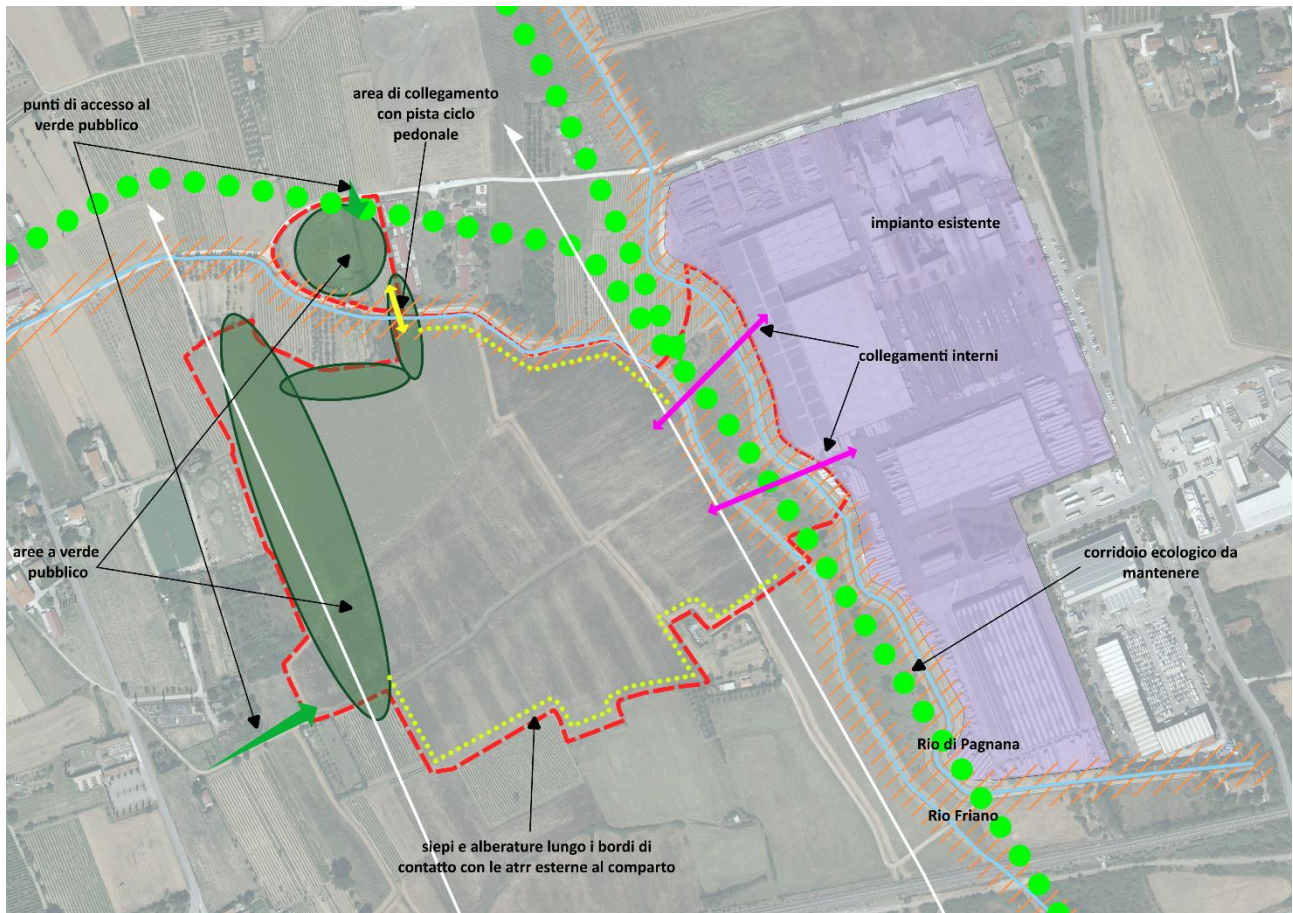 punti di accesso al
verde pubblico
area di collegamento
con pista ciclo
pedonale
impianto esistente
collegamenti interni
aree a verde
pubblico
corridoio ecologico da
mantenere
Rio di Pagnana
Rio Friano
siepi e alberature lungo i bordi di
contatto con le atrr esterne al comparto